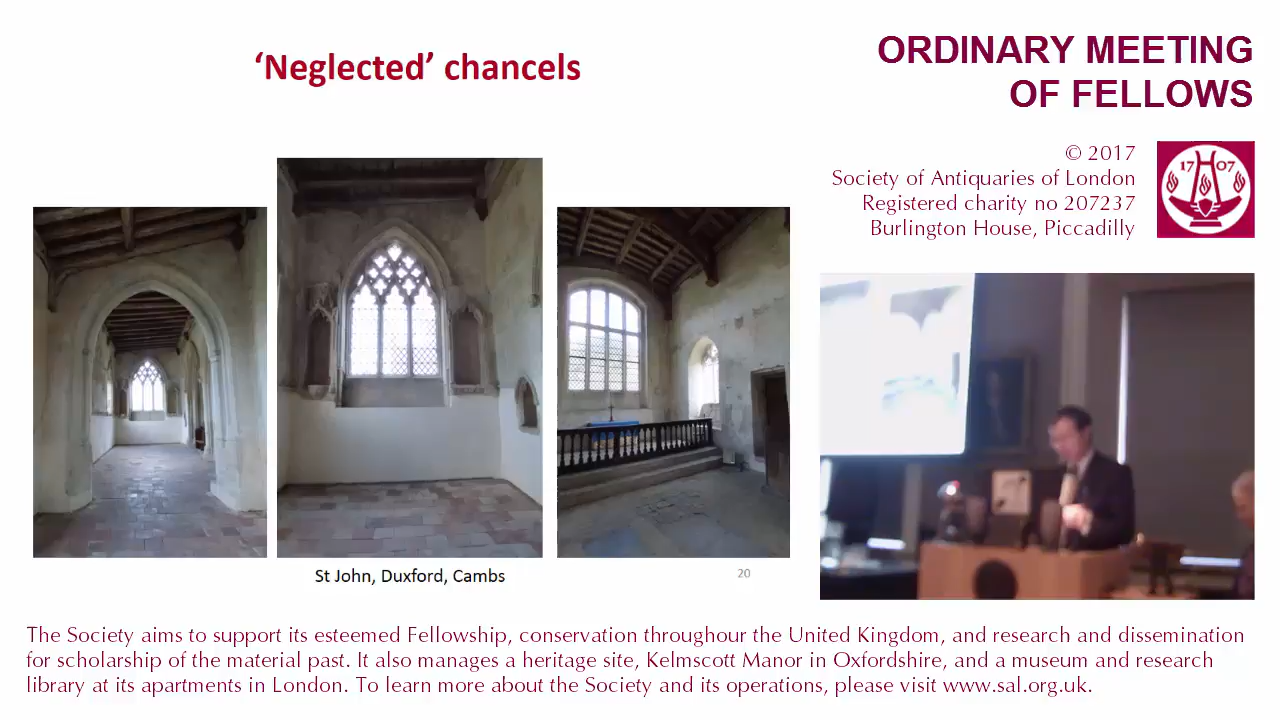 ‘Neglected’ chancels
St John, Duxford, Cambs
20
ORDINARY MEETING
OF FELLOWS
© 2017
Society of Antiquaries of London
Registered charity no 207237
Burlington House, Piccadilly
17 07
The Society aims to support its esteemed Fellowship, conservation throughour the United Kingdom, and research and dissemination
for scholarship of the material past. It also manages a heritage site, Kelmscott Manor in Oxfordshire, and a museum and research
library at its apartments in London. To learn more about the Society and its operations, please visit www.sal.org.uk.